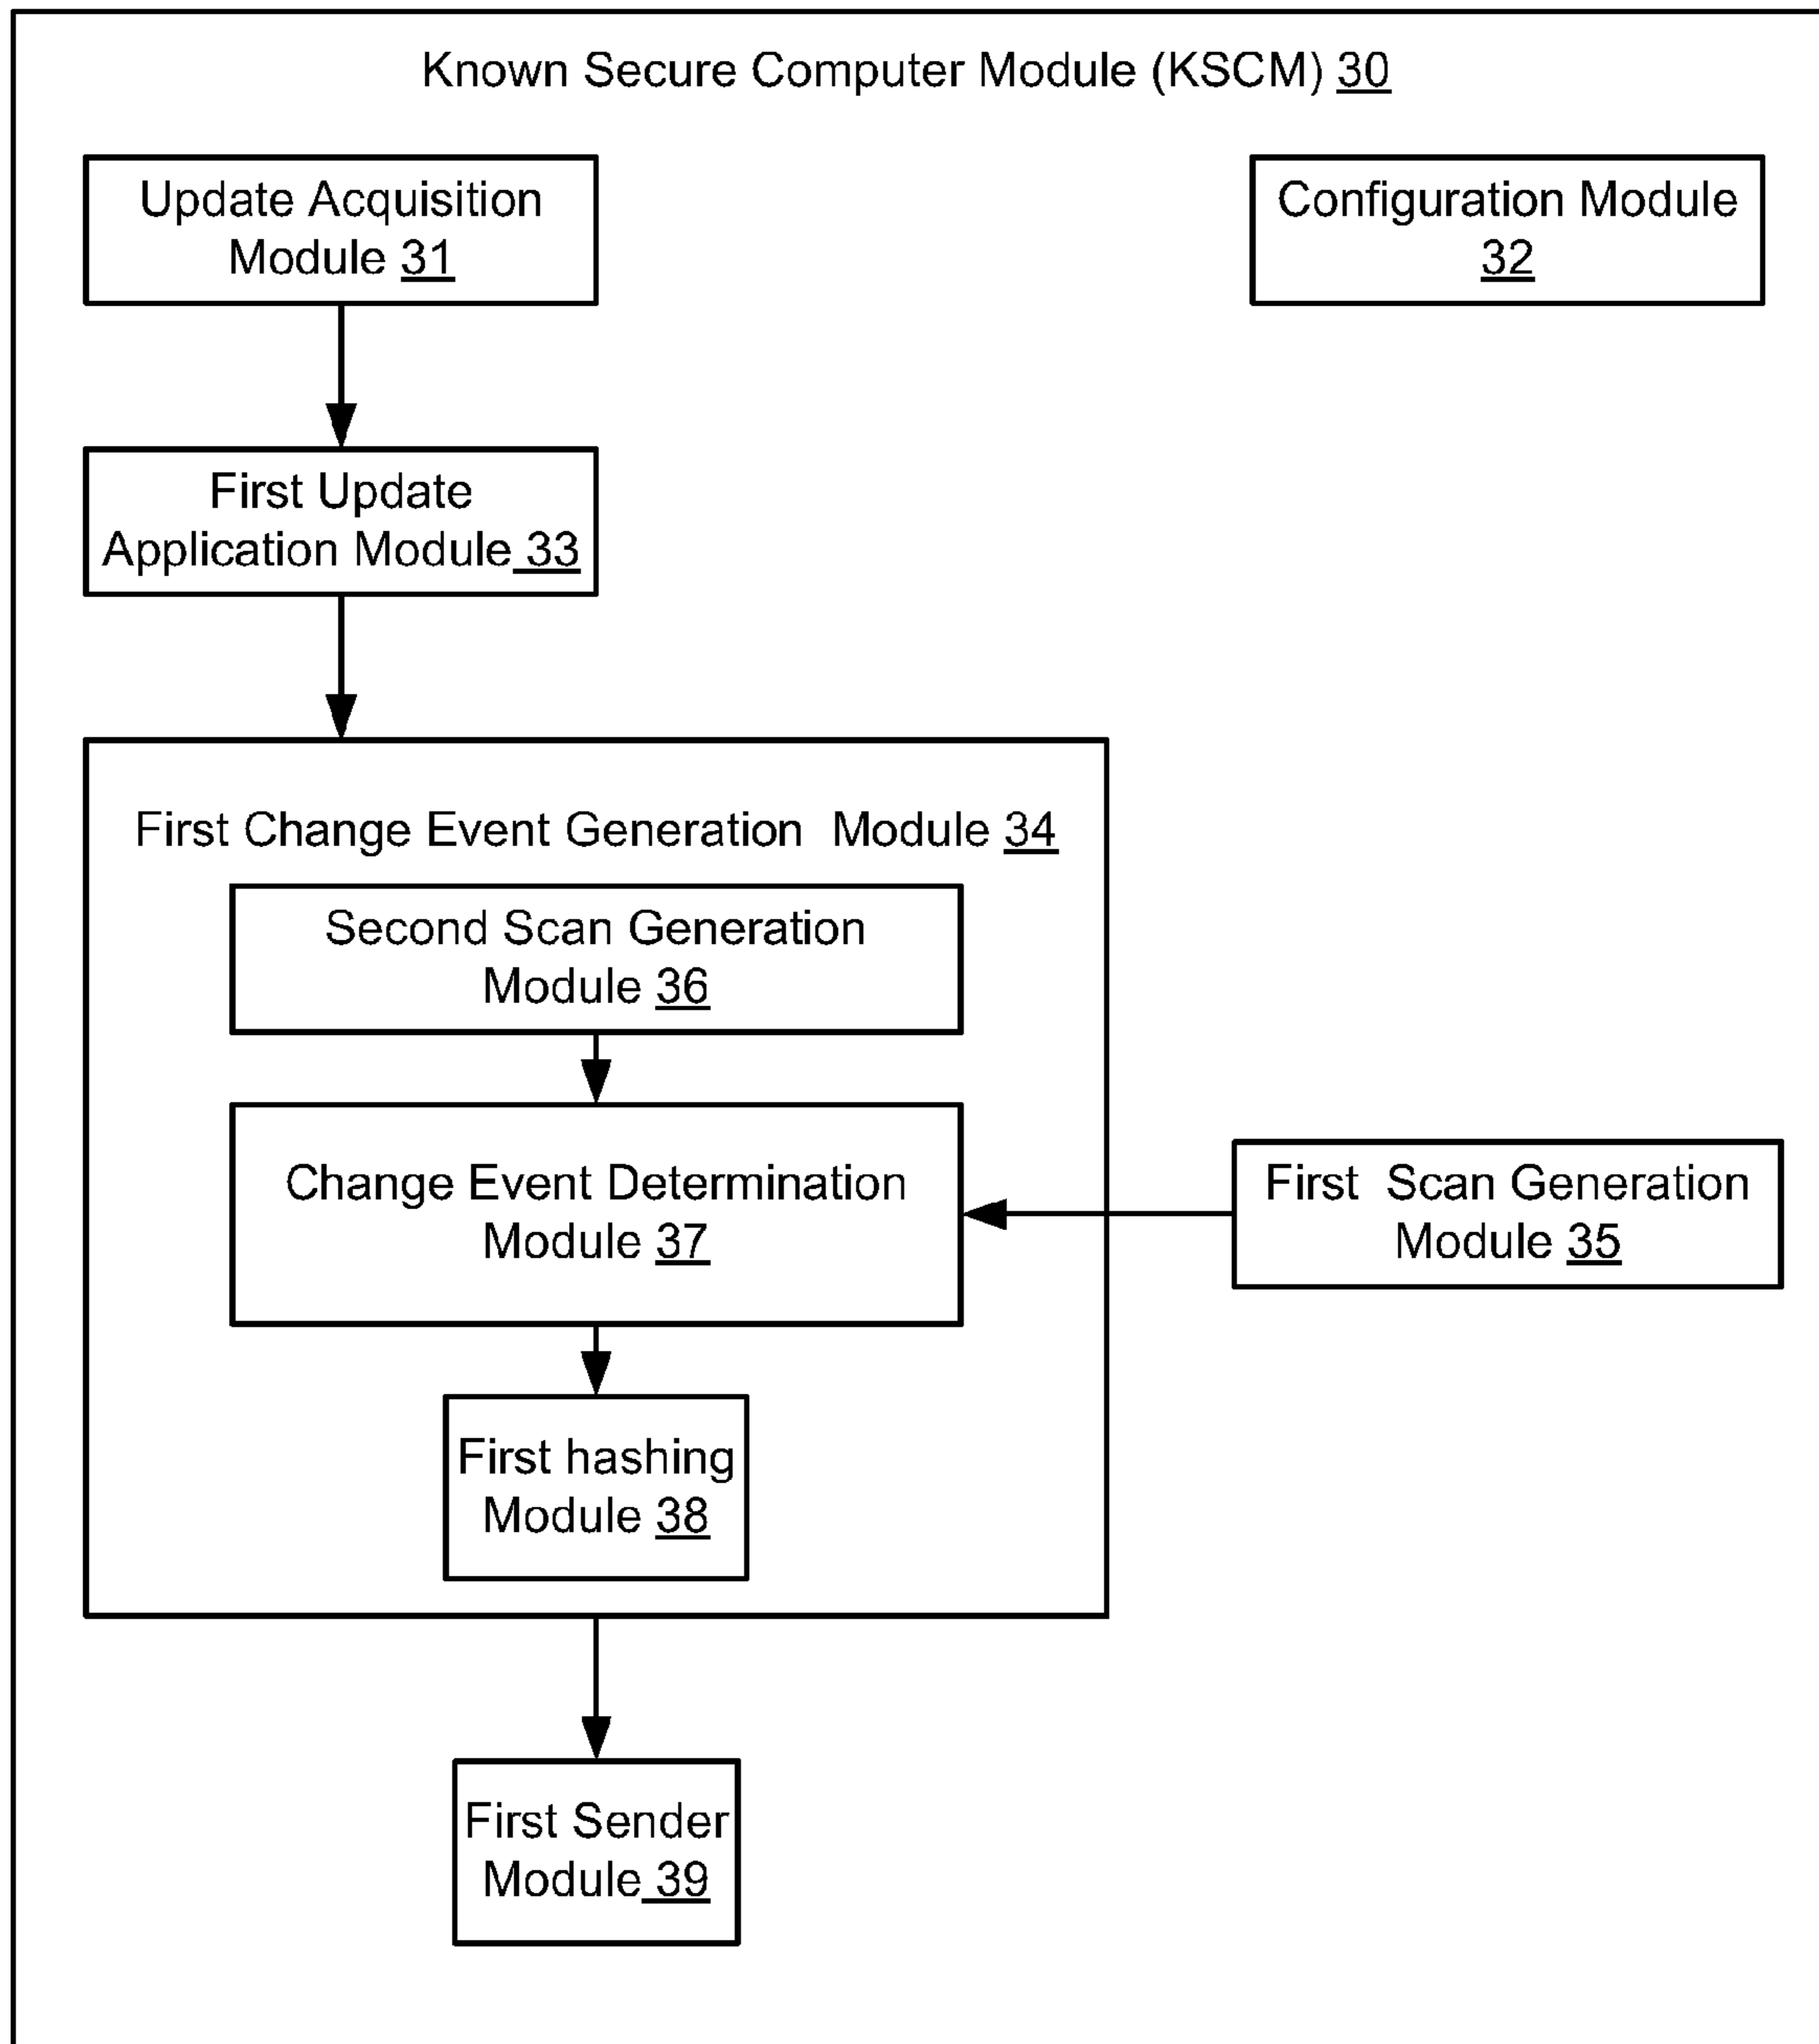 Known Secure Computer Module (KSCM) 30
Update Acquisition
Module 31
Configuration Module
32
First Update
Application Module 33
First Change Event Generation Module 34
Second Scan Generation
Module 36
Change Event Determination
Module 37
First Scan Generation
Module 35
First hashing
Module 38
First Sender
Module 39